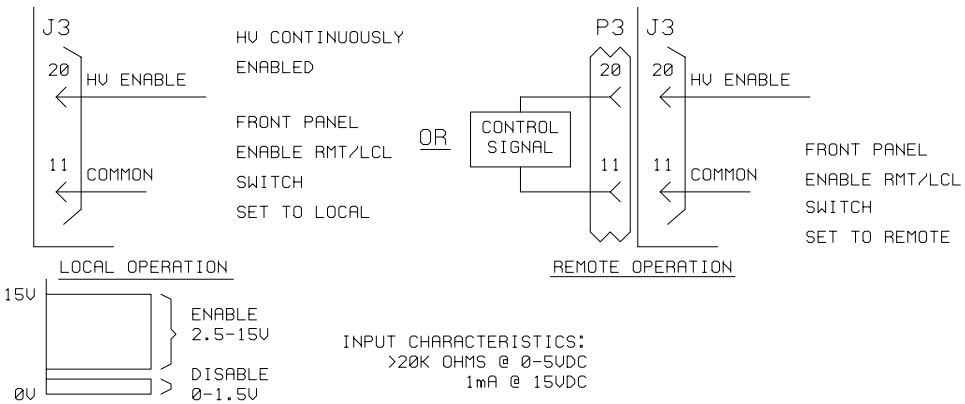 J3
20
HV ENABLE
11
COMMON
HV CONTINUOUSLY
ENABLED
FRONT PANEL
ENABLE RMT/LCL
SWITCH
SET TO LOCAL
LOCAL OPERATION
OR
CONTROL
SIGNAL
P3
20
11
J3
20
HV ENABLE
11
COMMON
FRONT PANEL
ENABLE RMT/LCL
SWITCH
SET TO REMOTE
REMOTE OPERATION
15V
0V
ENABLE
2.5-15V
DISABLE
0-1.5V
INPUT CHARACTERISTICS:
>20K OHMS @ 0-5VDC
1mA @ 15VDC